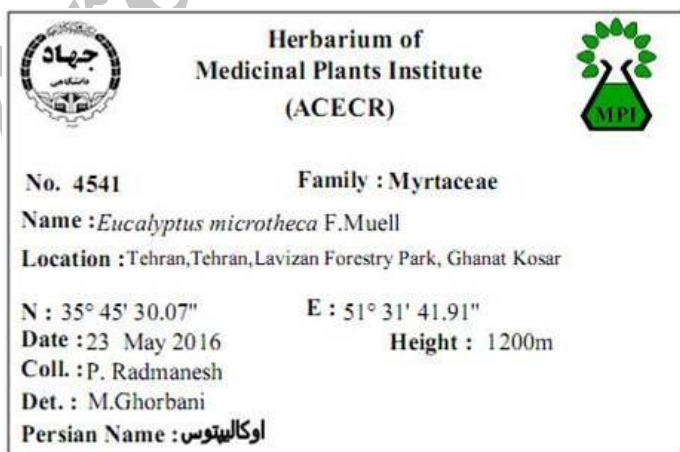 جهاد
دانشگاهی
Herbarium of
Medicinal Plants Institute
(ACECR)
MPI
No. 4541 Family : Myrtaceae
Name :Eucalyptus microtheca F.Muell
Location :Tehran,Tehran,Lavizan Forestry Park, Ghanat Kosar
N : 35° 45' 30.07" E : 51° 31' 41.91"
Date :23 May 2016 Height : 1200m
Coll. :P. Radmanesh
Det. : M.Ghorbani
Persian Name :اوکالیپتوس